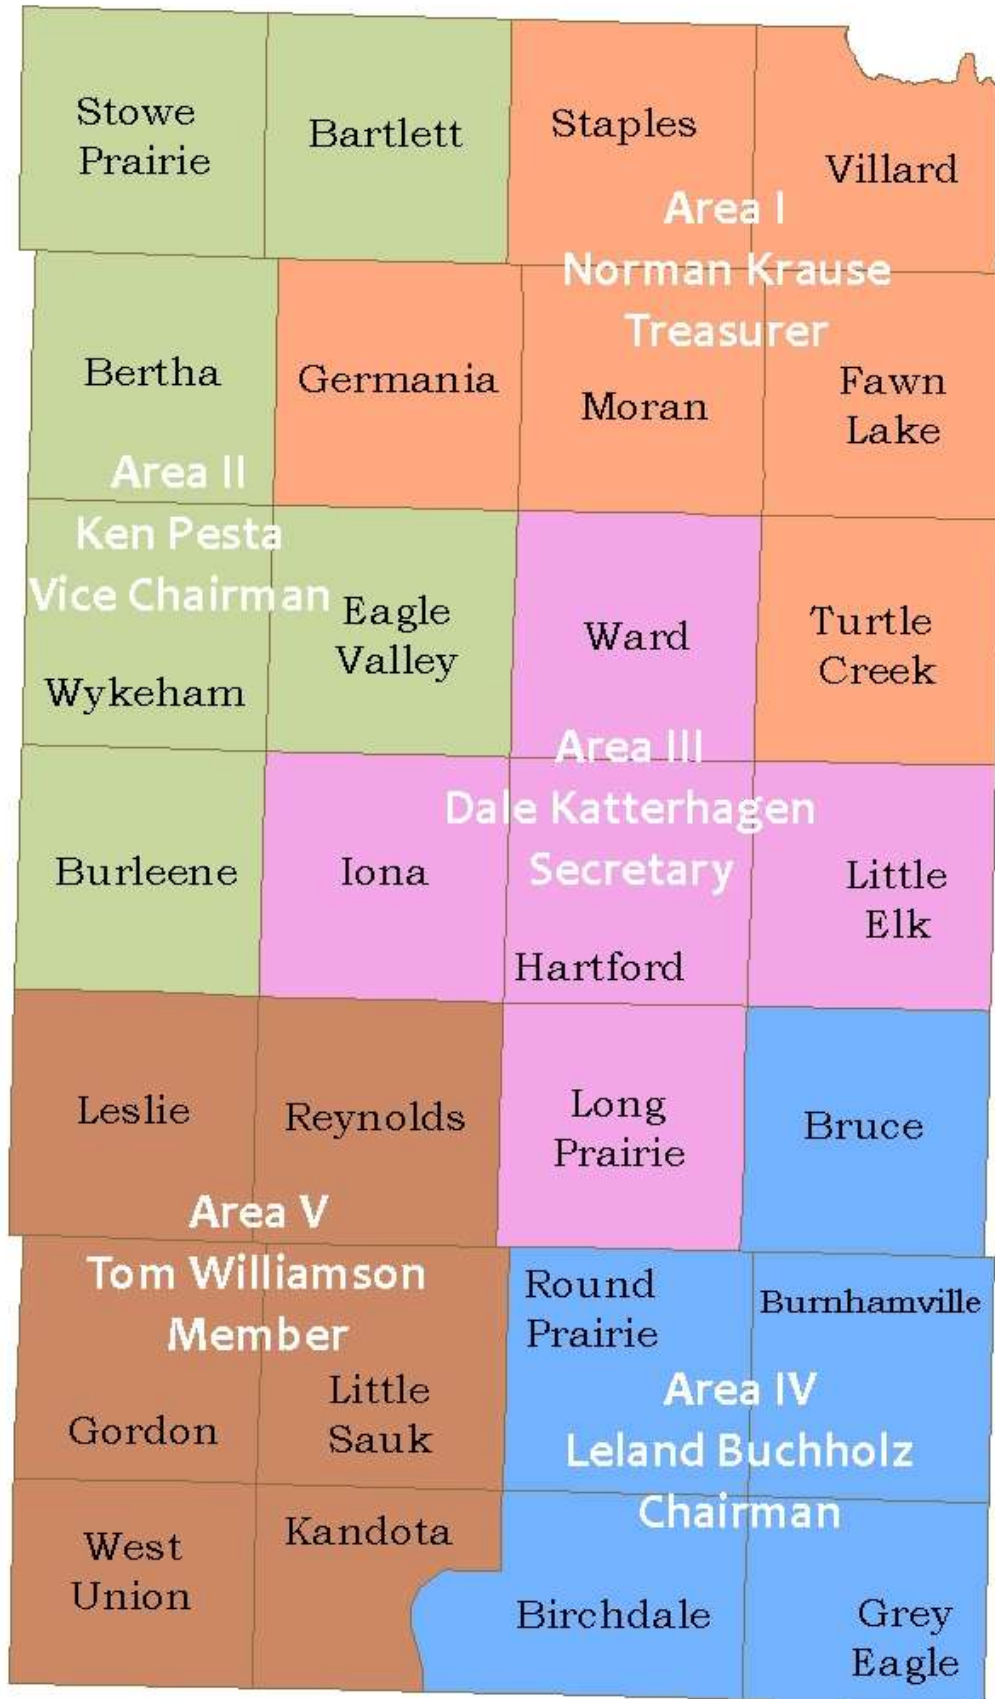 Stowe
Prairie
Bartlett
Staples
Villard
Area I
Norman Krause
Treasurer
Bertha
Germania
Moran
Fawn
Lake
Area II
Ken Pesta
Vice Chairman
Wykeham
Eagle
Valley
Ward
Turtle
Creek
Area III
Dale Katterhagen
Secretary
Burleene
Iona
Hartford
Little
Elk
Leslie
Reynolds
Long
Prairie
Bruce
Area V
Tom Williamson
Member
Gordon
Little
Sauk
Round
Prairie
Burnhamville
Area IV
Leland Buchholz
Chairman
West
Union
Kandota
Birchdale
Grey
Eagle